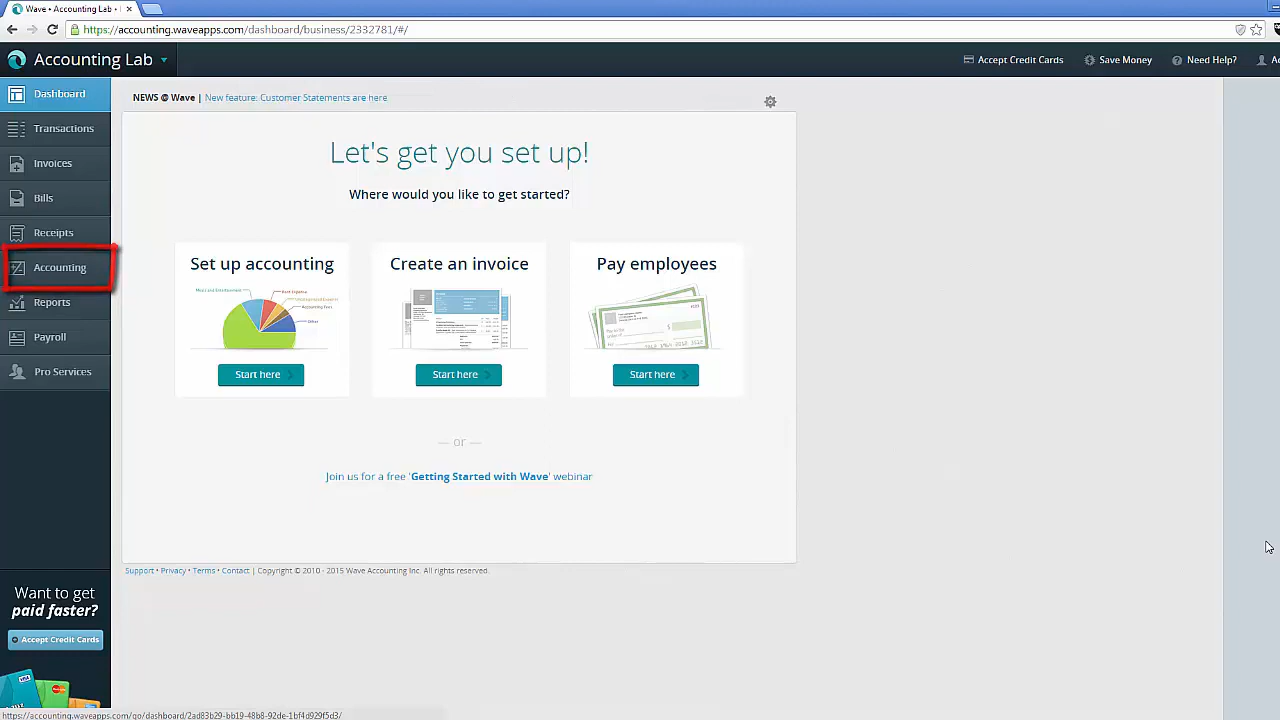 Wave • Accounting Lab •
https://accounting.waveapps.com/dashboard/business/2332781/#/
Accounting Lab
Accept Credit Cards
Save Money
Need Help?
Dashboard
Transactions
Invoices
Bills
Receipts
Accounting
Reports
Payroll
Pro Services
NEWS @ Wave | New feature: Customer Statements are here
Let's get you set up!
Where would you like to get started?
Set up accounting
Start here
Create an invoice
Start here
Pay employees
Start here
— or —
Join us for a free 'Getting Started with Wave' webinar
Support • Privacy • Terms • Contact | Copyright © 2010 - 2015 Wave Accounting Inc. All rights reserved.
Want to get
paid faster?
Accept Credit Cards
https://accounting.waveapps.com/go/dashboard/2ad83b29-bb19-48b8-92de-1bf4d929f5d3/